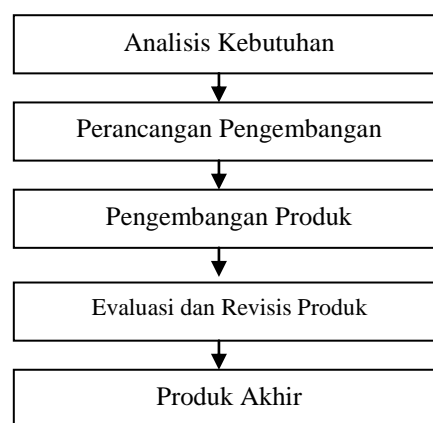 Analisis Kebutuhan
Perancangan Pengembangan
Pengembangan Produk
Evaluasi dan Revisis Produk
Produk Akhir